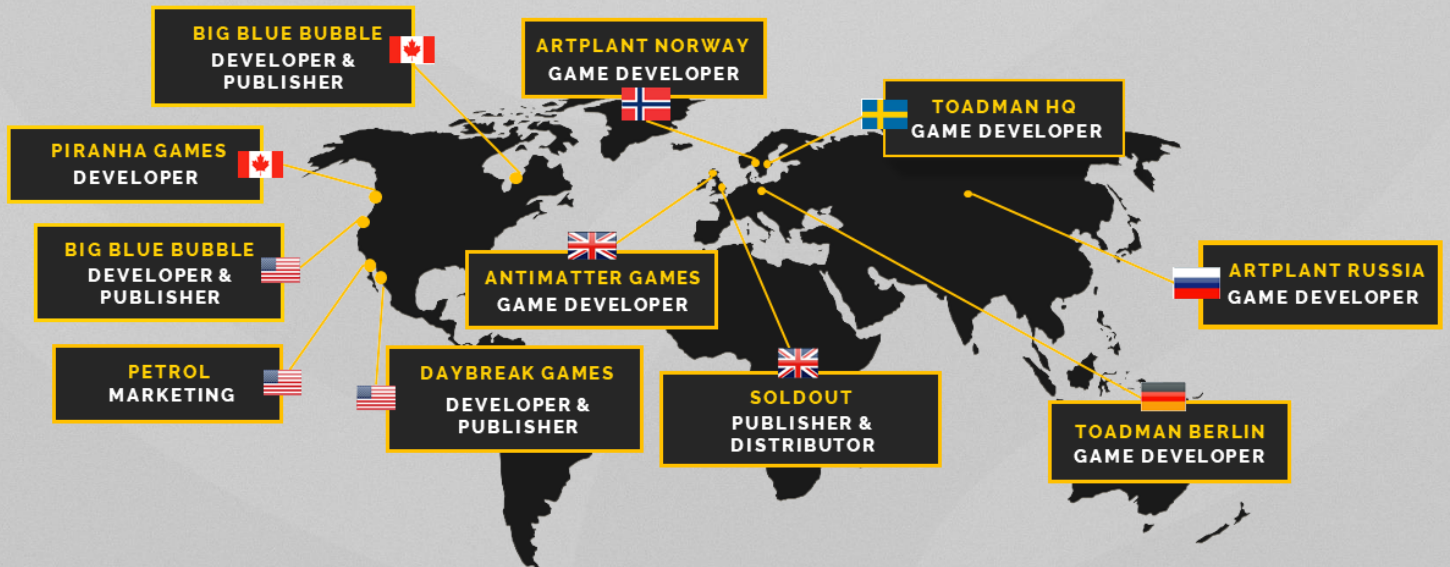 BIG BLUE BUBBLE
DEVELOPER &
PUBLISHER
ARTPLANT NORWAY
GAME DEVELOPER
TOADMAN HQ
GAME DEVELOPER
PIRANHA GAMES
DEVELOPER
BIG BLUE BUBBLE
DEVELOPER &
PUBLISHER
ANTIMATTER GAMES
GAME DEVELOPER
ARTPLANT RUSSIA
GAME DEVELOPER
PETROL
MARKETING
DAYBREAK GAMES
DEVELOPER &
PUBLISHER
SOLDOUT
PUBLISHER &
DISTRIBUTOR
TOADMAN BERLIN
GAME DEVELOPER